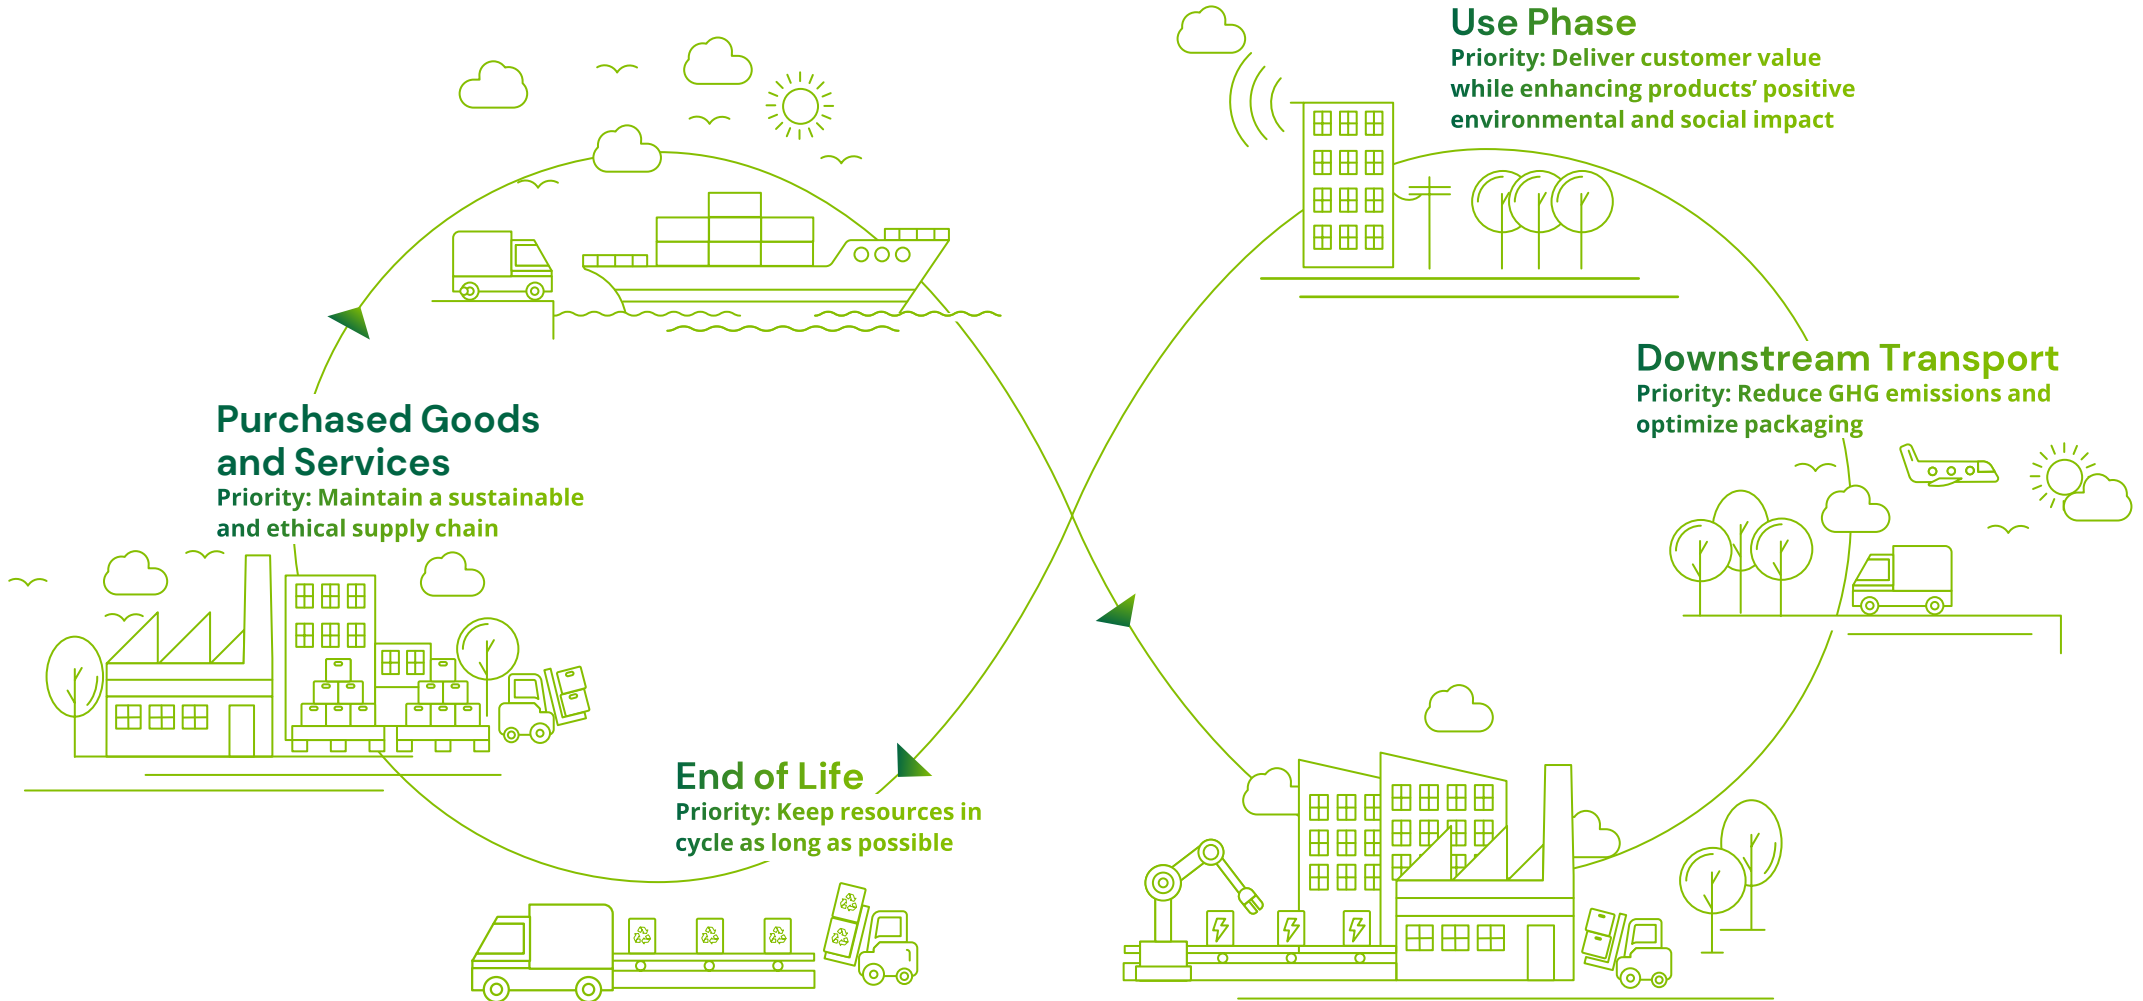 Use Phase
Priority: Deliver customer value
while enhancing products’ positive
environmental and social impact
Downstream Transport
Priority: Reduce GHG emissions and
optimize packaging
Purchased Goods
and Services
Priority: Maintain a sustainable
and ethical supply chain
End of Life
Priority: Keep resources in
cycle as long as possible